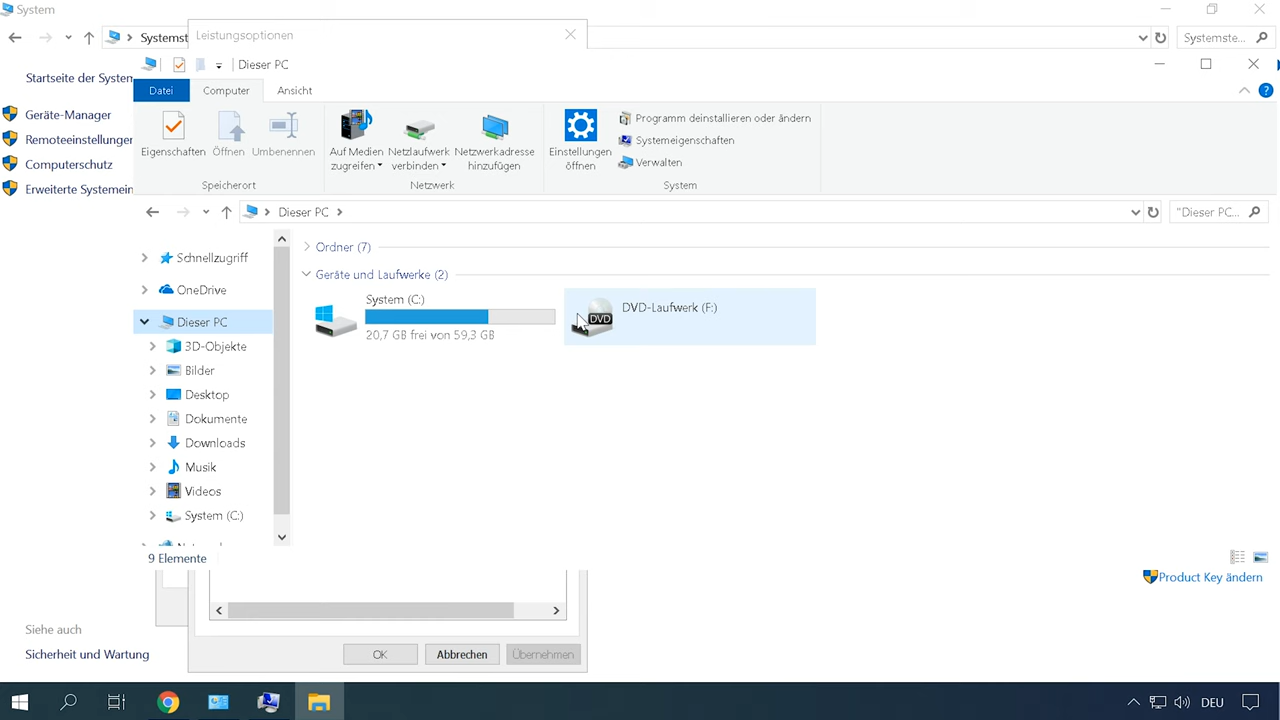 System
Systemst
Systemste...
Leistungsoptionen
Dieser PC
Datei
Computer
Ansicht
Startseite der System
Geräte-Manager
Remoteeinstellungen
Computerschutz
Erweiterte Systemein
Eigenschaften
Öffnen
Umbenennen
Auf Medien zugreifen
Netzlaufwerk verbinden
Netzwerkadresse hinzufügen
Einstellungen öffnen
Programm deinstallieren oder ändern
Systemeigenschaften
Verwalten
Speicherort
Netzwerk
System
Dieser PC
"Dieser PC...
Schnellzugriff
OneDrive
Dieser PC
3D-Objekte
Bilder
Desktop
Dokumente
Downloads
Musik
Videos
System (C:)
Ordner (7)
Geräte und Laufwerke (2)
System (C:)
20,7 GB frei von 59,3 GB
DVD-Laufwerk (F:)
DVD
9 Elemente
Product Key ändern
Siehe auch
Sicherheit und Wartung
OK
Abbrechen
Übernehmen
DEU